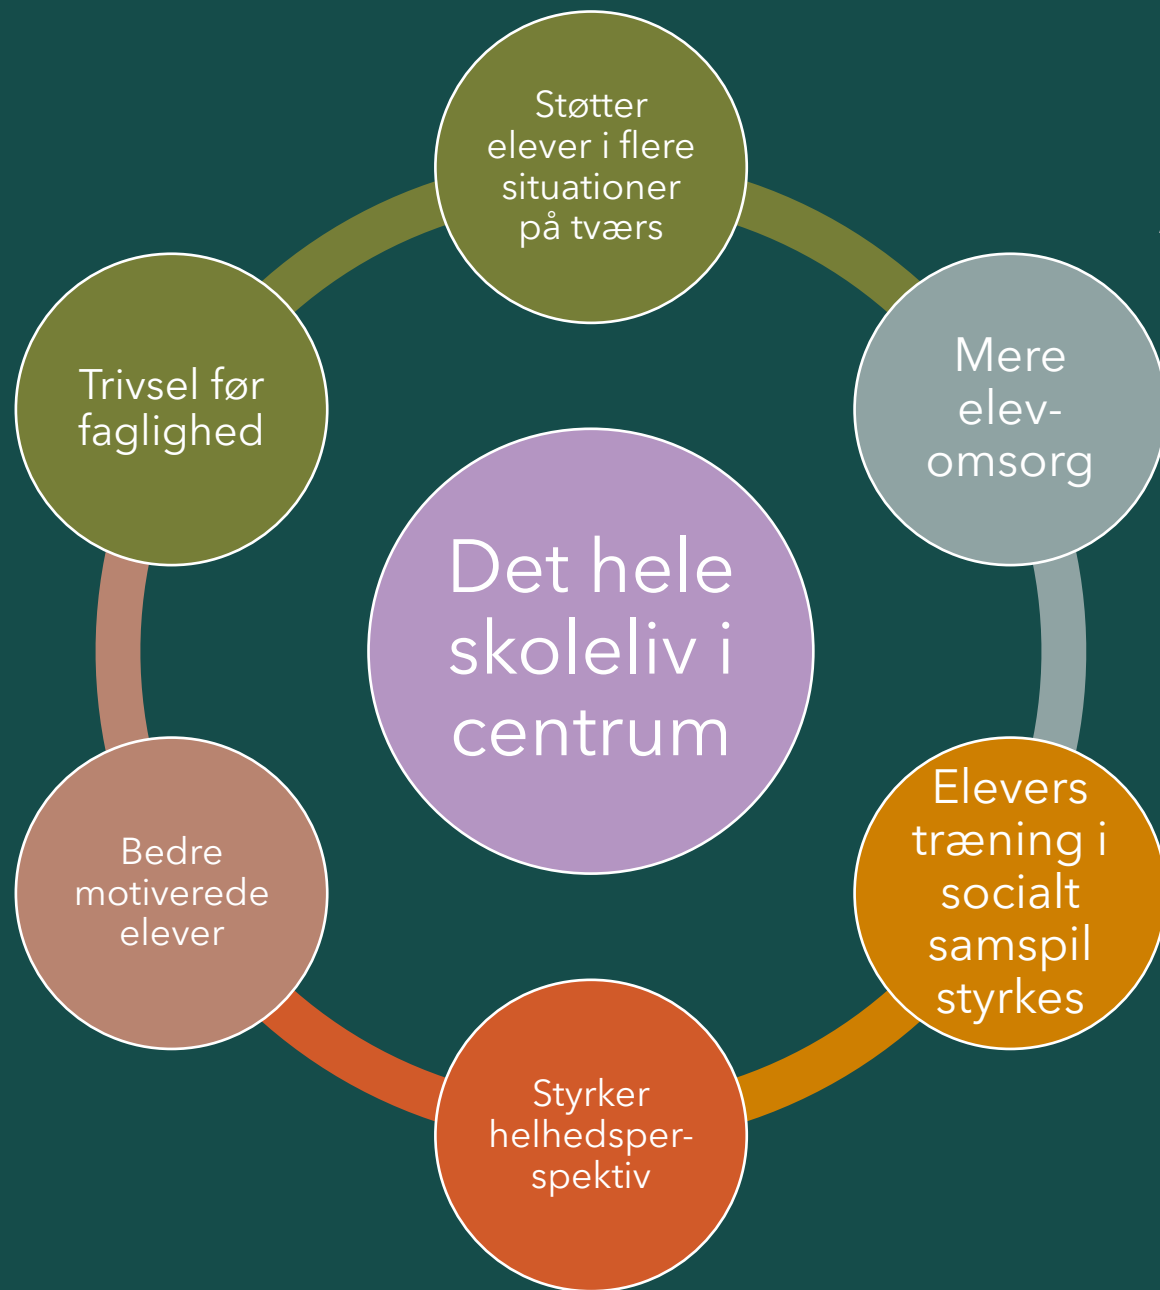 Støtter
elever i flere
situationer
på tværs
Mere
elev-
omsorg
Trivsel før
faglighed
Det hele
skoleliv i
centrum
Elevers
træning i
socialt
samspil
styrkes
Bedre
motiverede
elever
Styrker
helhedsper-
spektiv